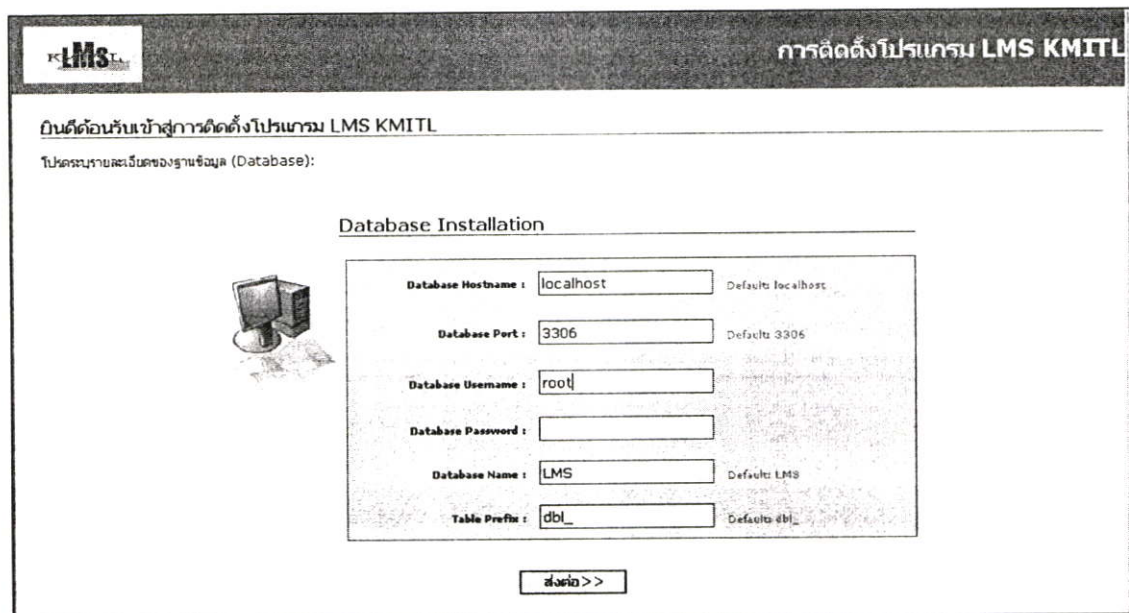 KLMSTL
การติดตั้งโปรแกรม LMS KMITL
ยินดีต้อนรับเข้าสู่การติดตั้งโปรแกรม LMS KMITL
โปรดระบุรายละเอียดของฐานข้อมูล (Database):
Database Installation
Database Hostname : localhost Default: localhost
Database Port : 3306 Default: 3306
Database Username : root
Database Password :
Database Name : LMS Default: LMS
Table Prefix : dbl_ Default: dbl_
ส่งต่อ>>